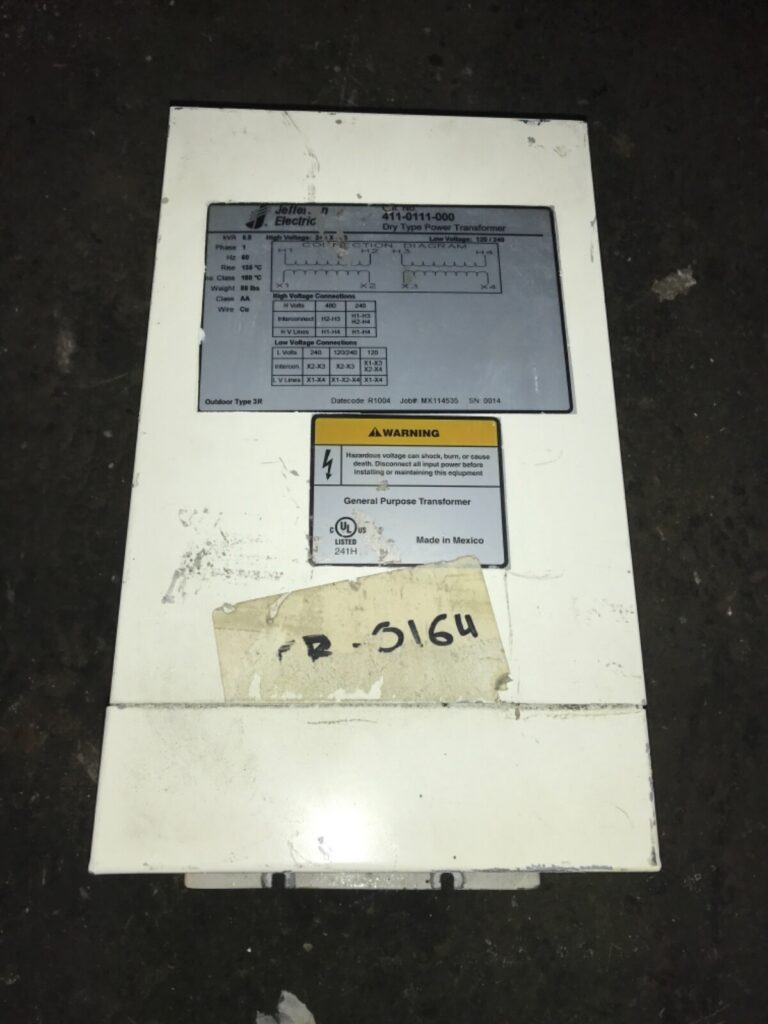 Electric
Cat. No.
411-0111-000
Dry Type Power Transformer
kVA
Phase 1
Hz 60
Rise
Class
Weight
Class AA
Wire Cu
High Voltage:
Low Voltage: 120 / 240
CONNECTION DIAGRAM
H1 H2 H3 H4
X1 X2 X3 X4
High Voltage Connections
H Volts 480 240
Interconnect H2-H3 H1-H3 H2-H4
H V Lines H1-H4 H1-H4
Low Voltage Connections
L Volts 240 120/240 120
Intercon. X2-X3 X2-X3 X1-X3 X2-X4
L V Lines X1-X4 X1-X2-X4 X1-X4
Outdoor Type 3R Datecode: R1004 Job#: MX114535 SN: 0014
WARNING
Hazardous voltage can shock, burn, or cause
death. Disconnect all input power before
installing or maintaining this equipment
General Purpose Transformer
C UL US
LISTED
241H
Made in Mexico